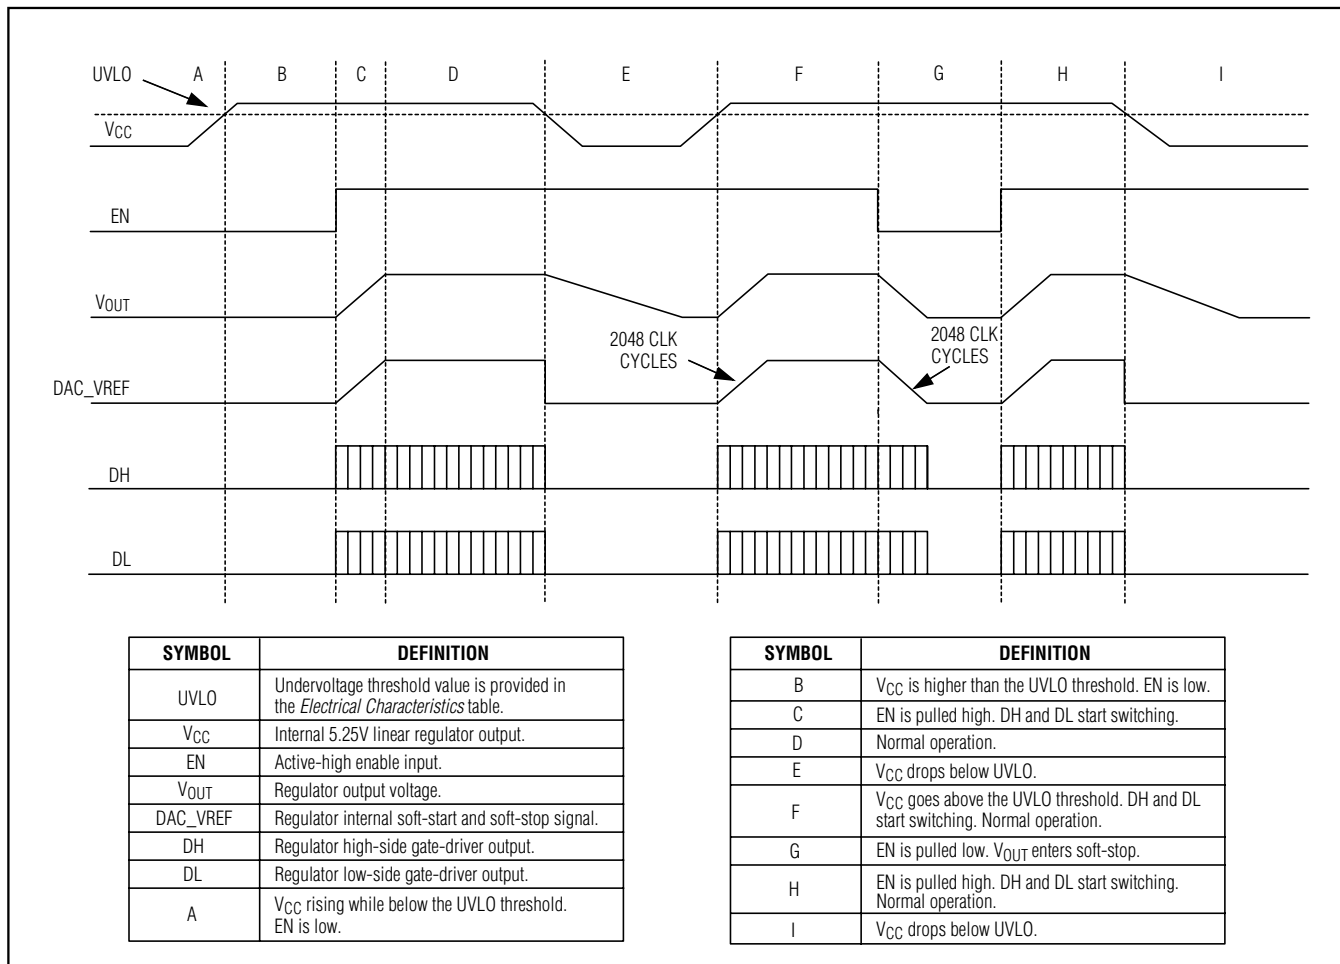 UVLO
A
B
C
D
E
F
G
H
I
VCC
EN
VOUT
2048 CLK
CYCLES
2048 CLK
CYCLES
DAC_VREF
DH
DL
SYMBOL DEFINITION
UVLO Undervoltage threshold value is provided in
the Electrical Characteristics table.
VCC Internal 5.25V linear regulator output.
EN Active-high enable input.
VOUT Regulator output voltage.
DAC_VREF Regulator internal soft-start and soft-stop signal.
DH Regulator high-side gate-driver output.
DL Regulator low-side gate-driver output.
A VCC rising while below the UVLO threshold.
EN is low.
SYMBOL DEFINITION
B VCC is higher than the UVLO threshold. EN is low.
C EN is pulled high. DH and DL start switching.
D Normal operation.
E VCC drops below UVLO.
F VCC goes above the UVLO threshold. DH and DL
start switching. Normal operation.
G EN is pulled low. VOUT enters soft-stop.
H EN is pulled high. DH and DL start switching.
Normal operation.
I VCC drops below UVLO.